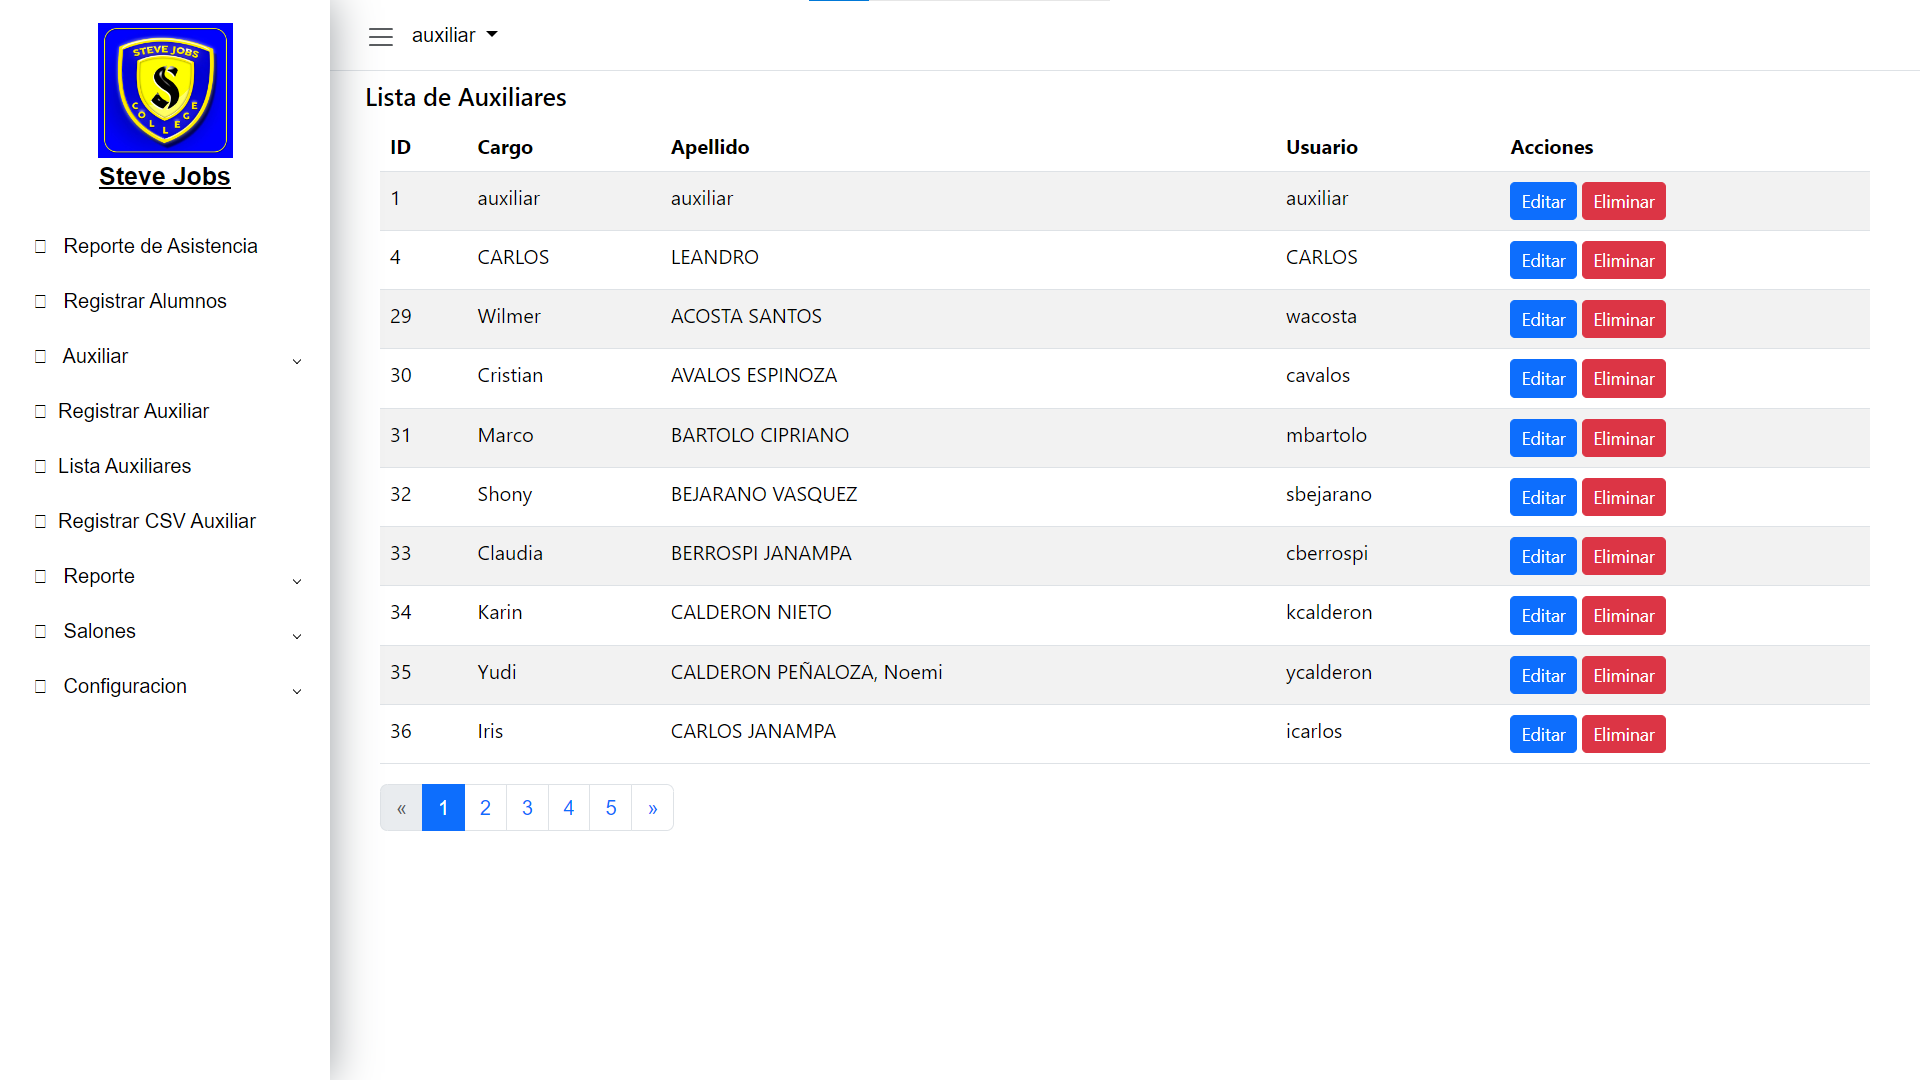 STEVE JOBS
S
COLLEGE
Steve Jobs
Reporte de Asistencia
Registrar Alumnos
Auxiliar
Registrar Auxiliar
Lista Auxiliares
Registrar CSV Auxiliar
Reporte
Salones
Configuracion
auxiliar
Lista de Auxiliares
ID Cargo Apellido Usuario Acciones
1 auxiliar auxiliar auxiliar Editar Eliminar
4 CARLOS LEANDRO CARLOS Editar Eliminar
29 Wilmer ACOSTA SANTOS wacosta Editar Eliminar
30 Cristian AVALOS ESPINOZA cavalos Editar Eliminar
31 Marco BARTOLO CIPRIANO mbartolo Editar Eliminar
32 Shony BEJARANO VASQUEZ sbejarano Editar Eliminar
33 Claudia BERROSPI JANAMPA cberrospi Editar Eliminar
34 Karin CALDERON NIETO kcalderon Editar Eliminar
35 Yudi CALDERON PEÑALOZA, Noemi ycalderon Editar Eliminar
36 Iris CARLOS JANAMPA icarlos Editar Eliminar
« 1 2 3 4 5 »